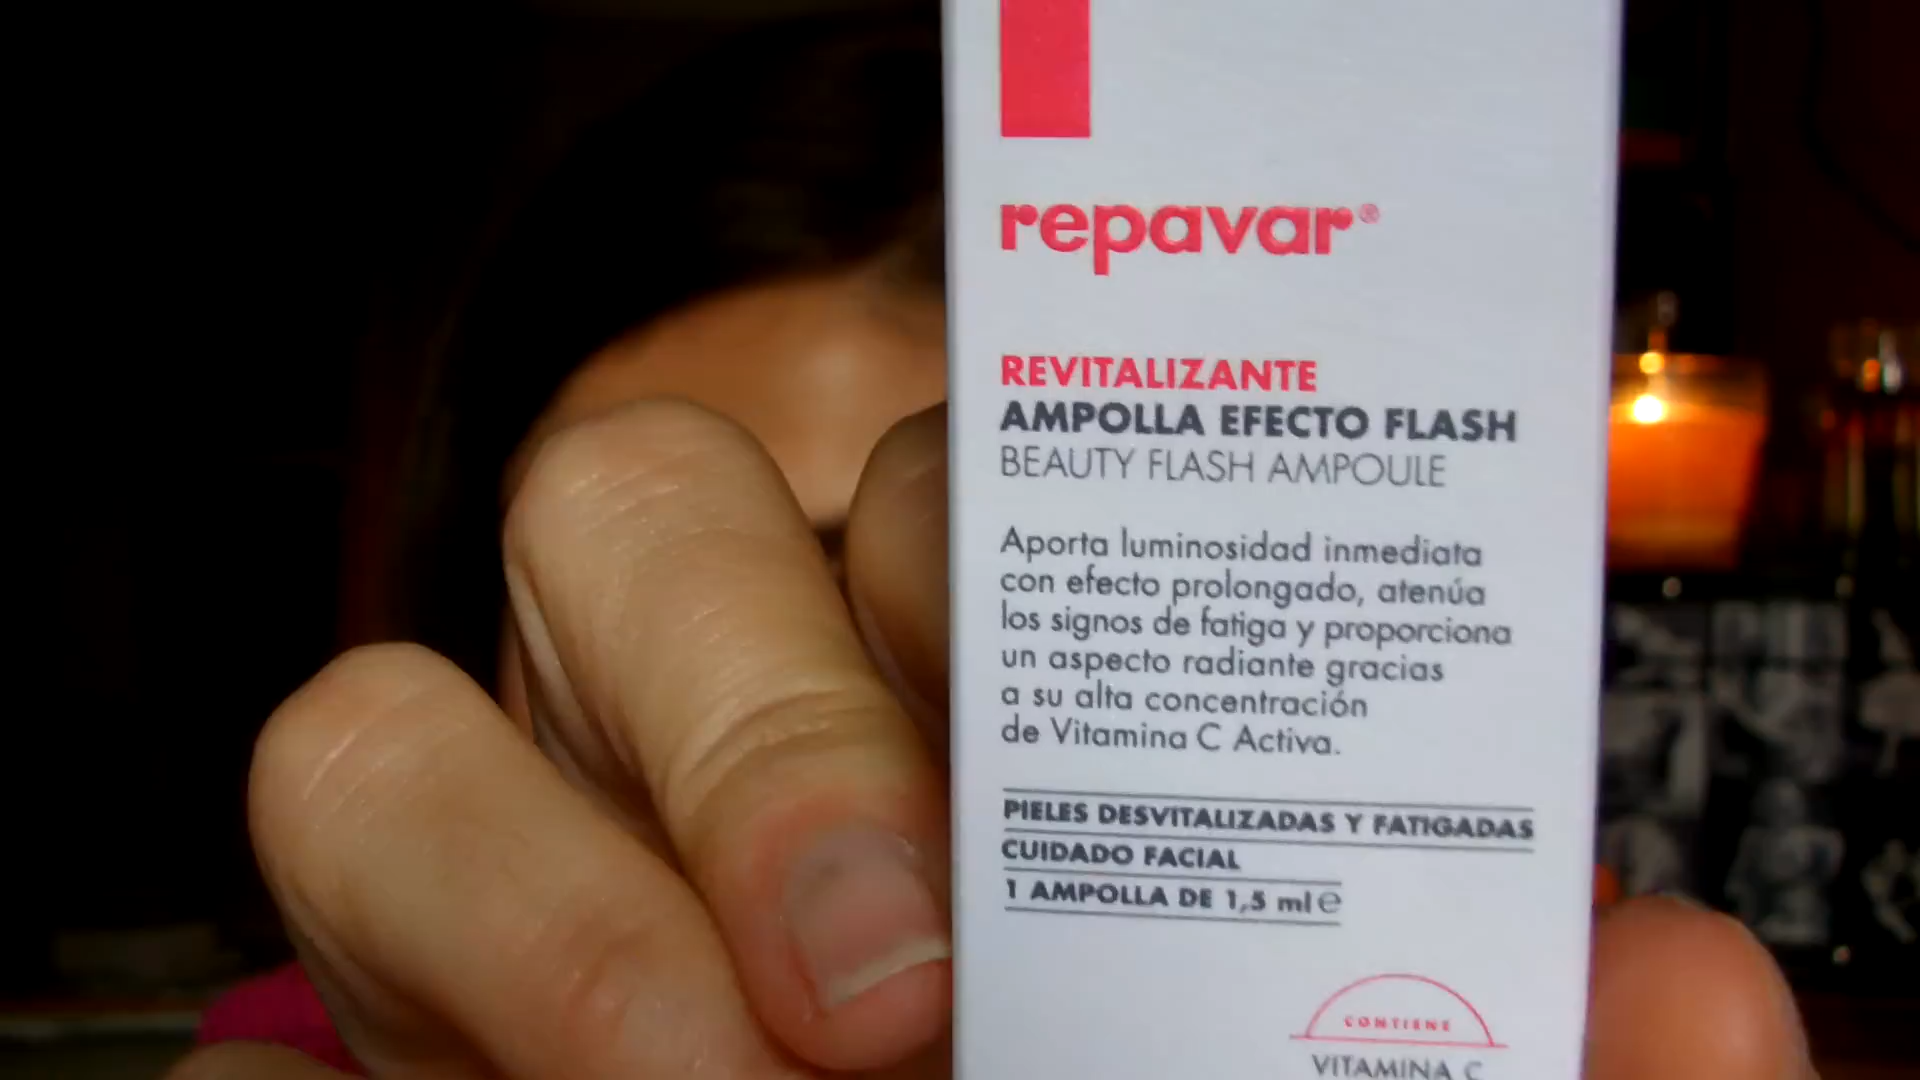 repavar®
REVITALIZANTE
AMPOLLA EFECTO FLASH
BEAUTY FLASH AMPOULE
Aporta luminosidad inmediata
con efecto prolongado, atenúa
los signos de fatiga y proporciona
un aspecto radiante gracias
a su alta concentración
de Vitamina C Activa.
PIELES DESVITALIZADAS Y FATIGADAS
CUIDADO FACIAL
1 AMPOLLA DE 1,5 ml ℮
CONTIENE
VITAMINA C